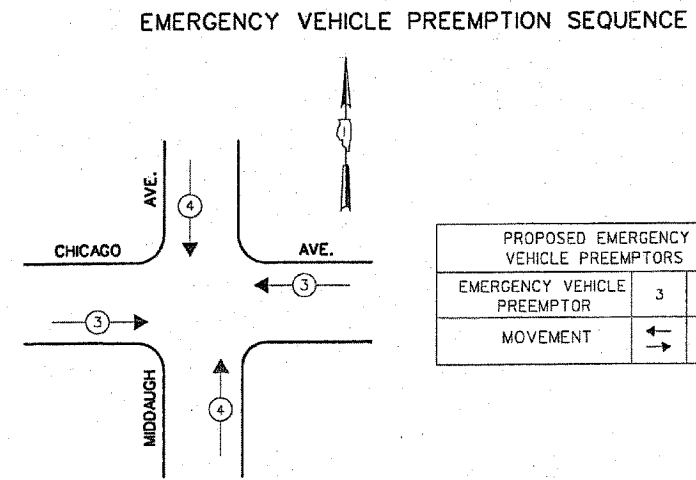 EMERGENCY VEHICLE PREEMPTION SEQUENCE
AVE.
4
CHICAGO
AVE.
3
3
MIDDAUGH
4
PROPOSED EMERGENCY
VEHICLE PREEMPTORS
EMERGENCY VEHICLE
PREEMPTOR
3
MOVEMENT